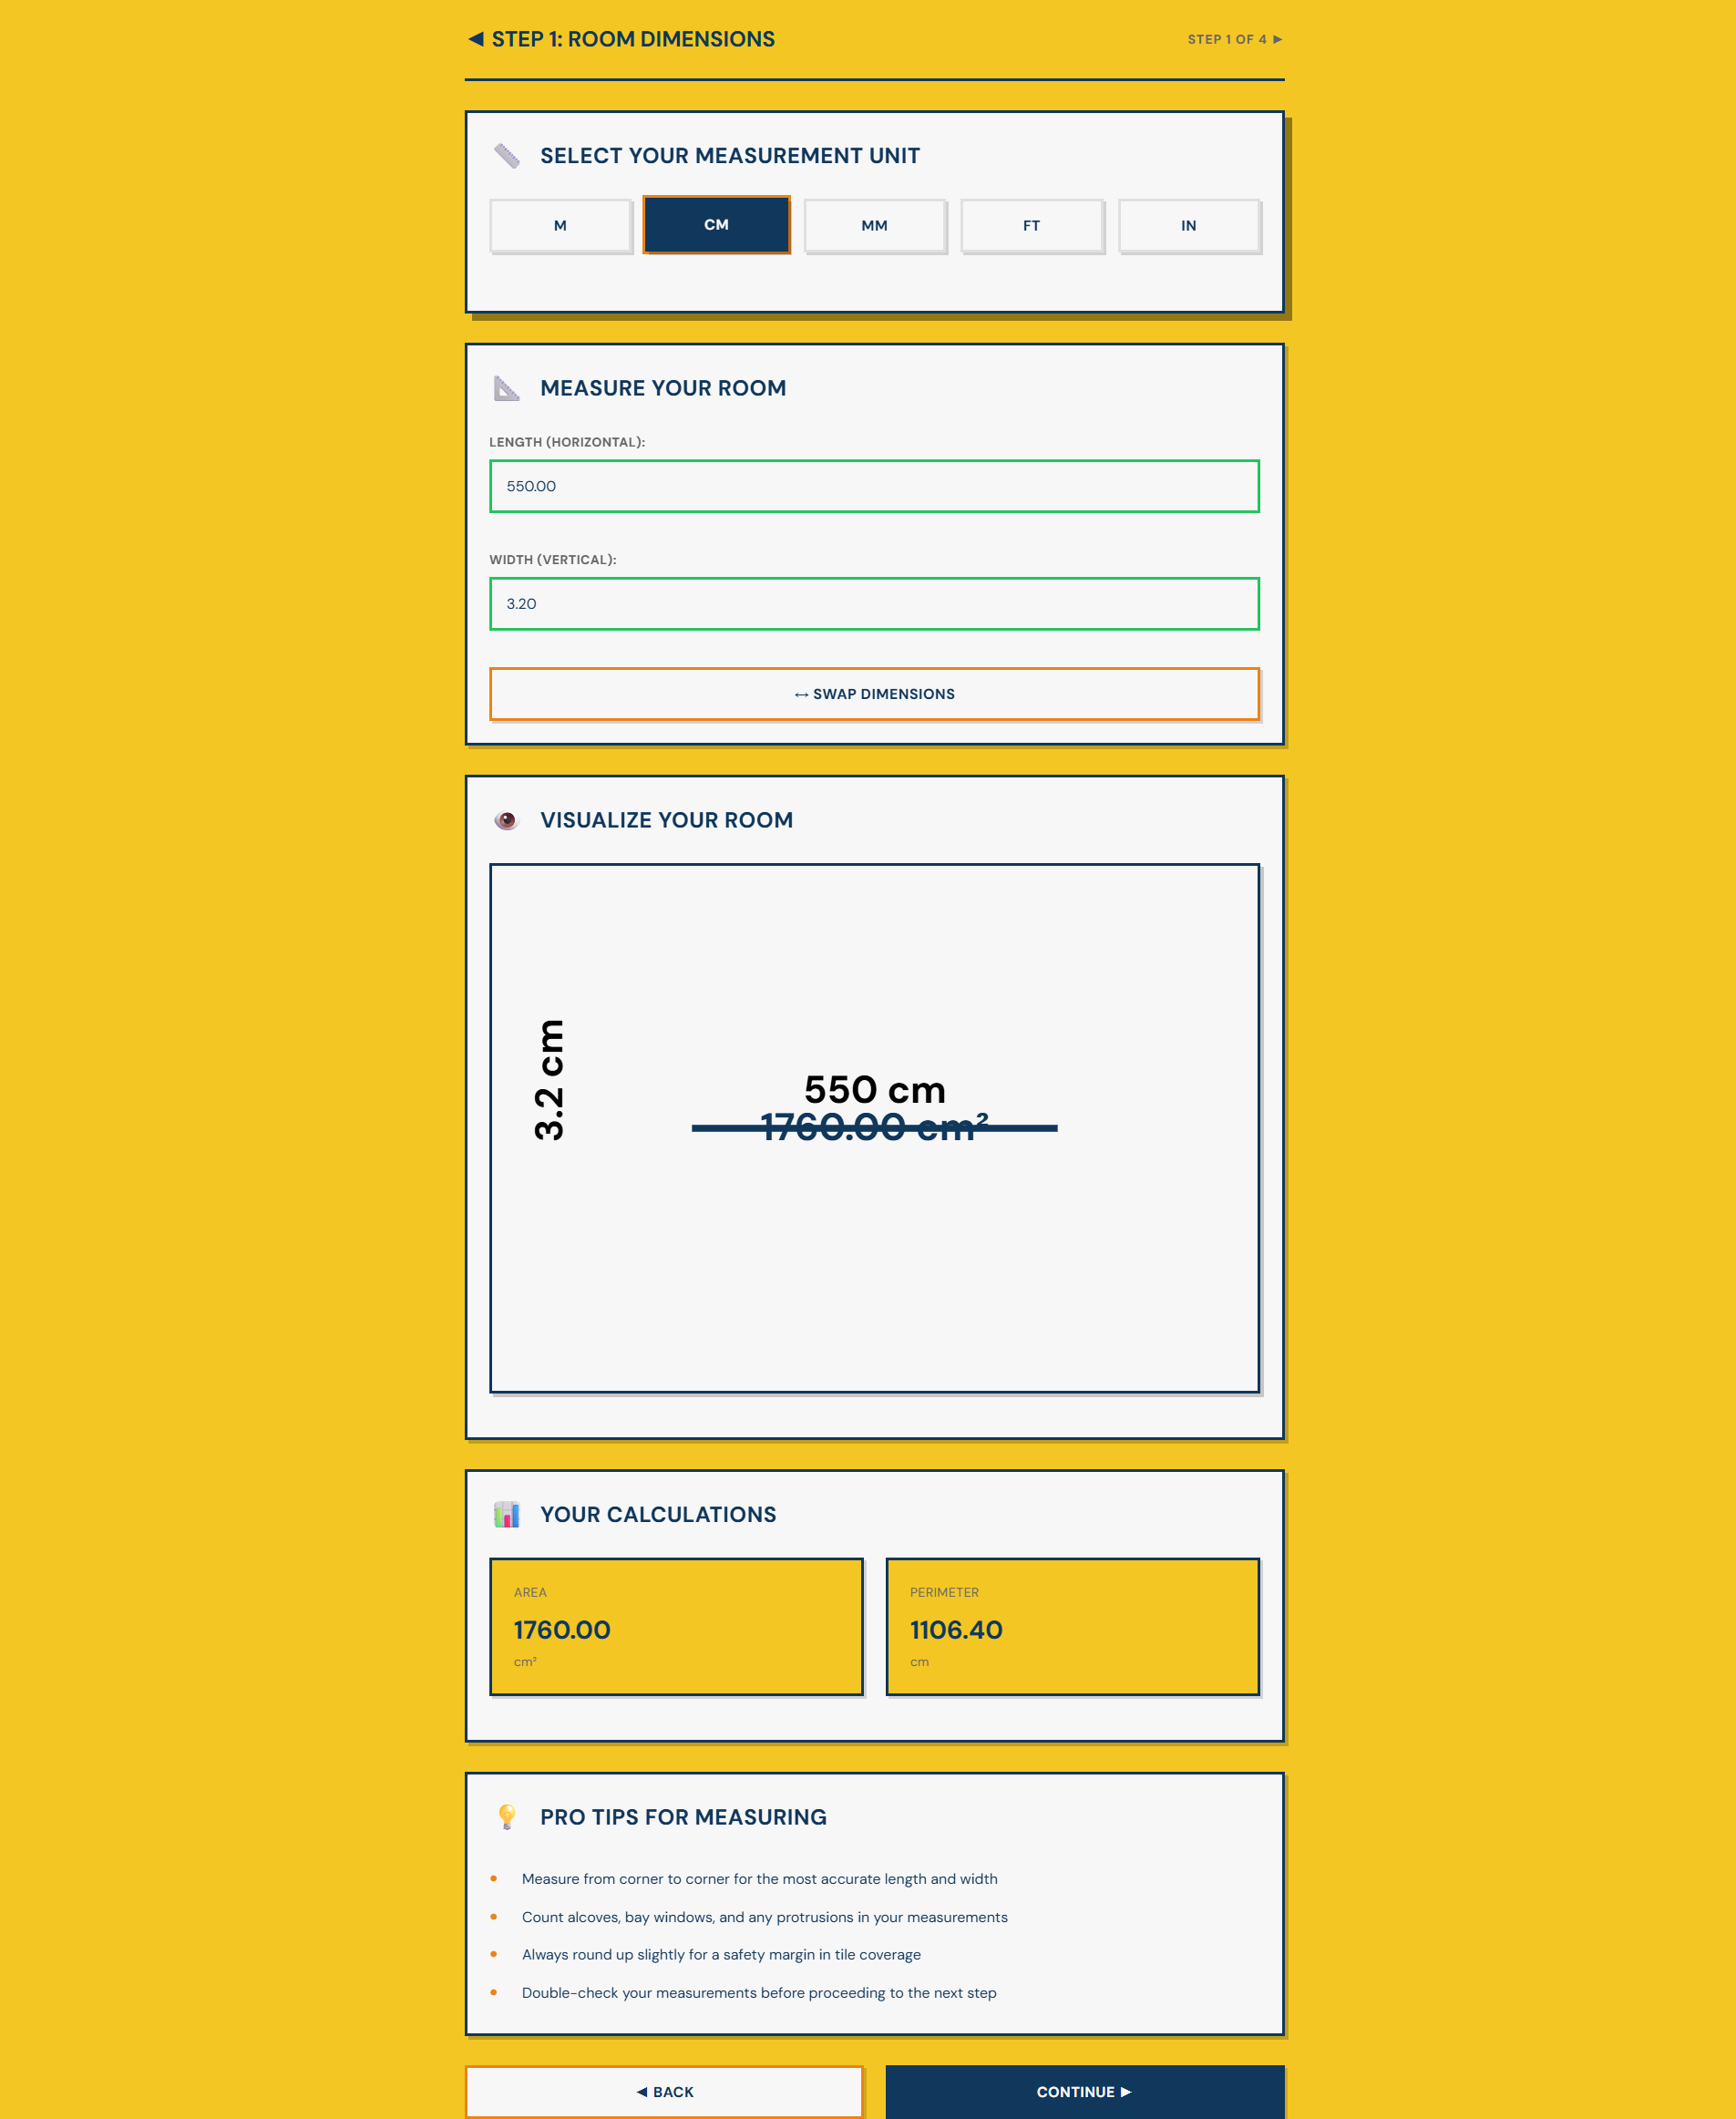 ◀ STEP 1: ROOM DIMENSIONS
STEP 1 OF 4 ▶
SELECT YOUR MEASUREMENT UNIT
M
CM
MM
FT
IN
MEASURE YOUR ROOM
LENGTH (HORIZONTAL):
550.00
WIDTH (VERTICAL):
3.20
↔ SWAP DIMENSIONS
VISUALIZE YOUR ROOM
3.2 cm
550 cm
1760.00 cm²
YOUR CALCULATIONS
AREA
1760.00
cm²
PERIMETER
1106.40
cm
PRO TIPS FOR MEASURING
Measure from corner to corner for the most accurate length and width
Count alcoves, bay windows, and any protrusions in your measurements
Always round up slightly for a safety margin in tile coverage
Double-check your measurements before proceeding to the next step
◀ BACK
CONTINUE ▶